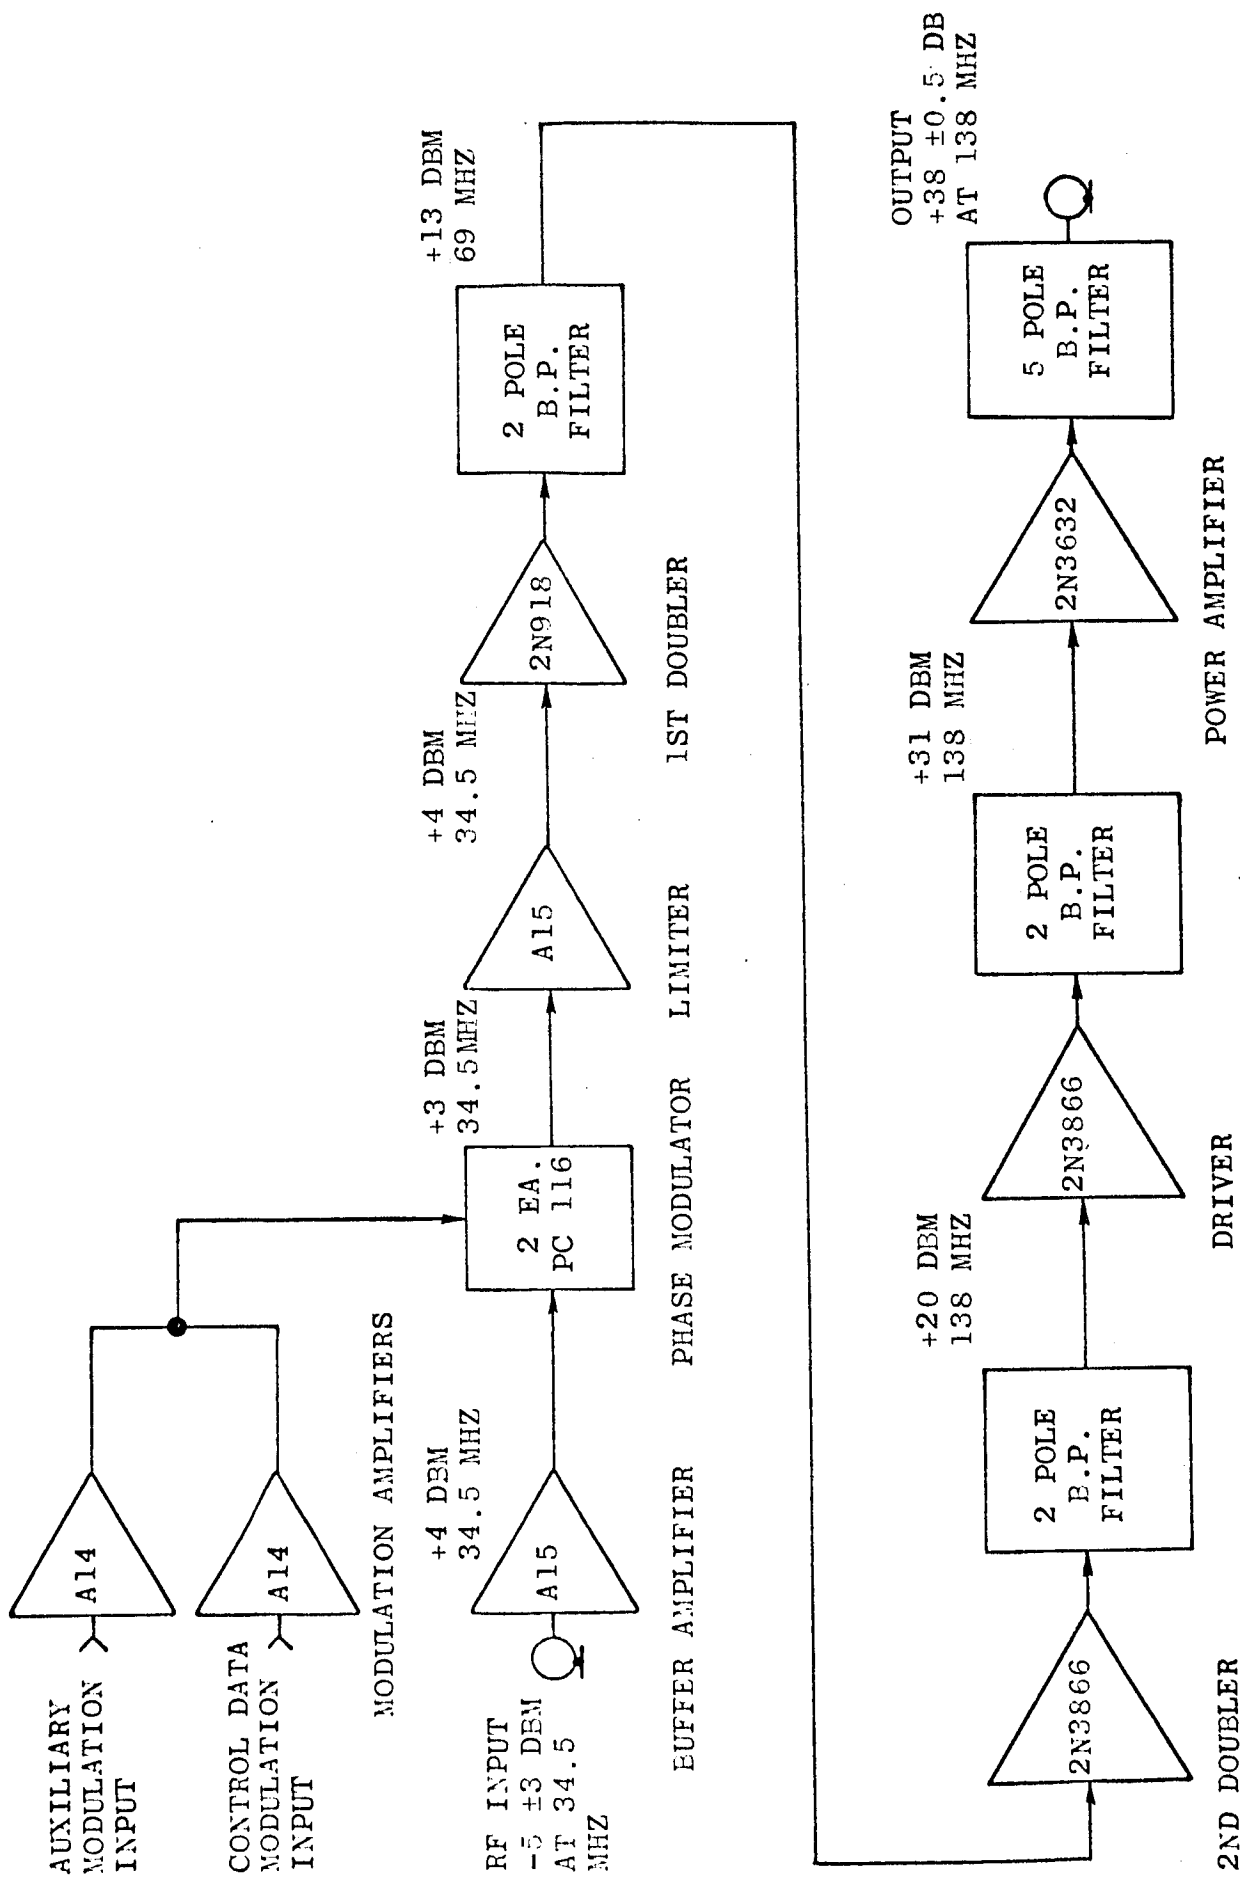 AUXILIARY
MODULATION
INPUT
A14
CONTROL DATA
MODULATION
INPUT
A14
MODULATION AMPLIFIERS
RF INPUT
-5 ±3 DBM
AT 34.5
MHZ
A15
BUFFER AMPLIFIER
+4 DBM
34.5 MHZ
2 EA.
PC 116
PHASE MODULATOR
+3 DBM
34.5MHZ
A15
LIMITER
+4 DBM
34.5 MHZ
2N918
1ST DOUBLER
2 POLE
B.P.
FILTER
+13 DBM
69 MHZ
2N3866
2ND DOUBLER
2 POLE
B.P.
FILTER
+20 DBM
138 MHZ
2N3866
DRIVER
2 POLE
B.P.
FILTER
+31 DBM
138 MHZ
2N3632
POWER AMPLIFIER
5 POLE
B.P.
FILTER
OUTPUT
+38 ±0.5 DB
AT 138 MHZ